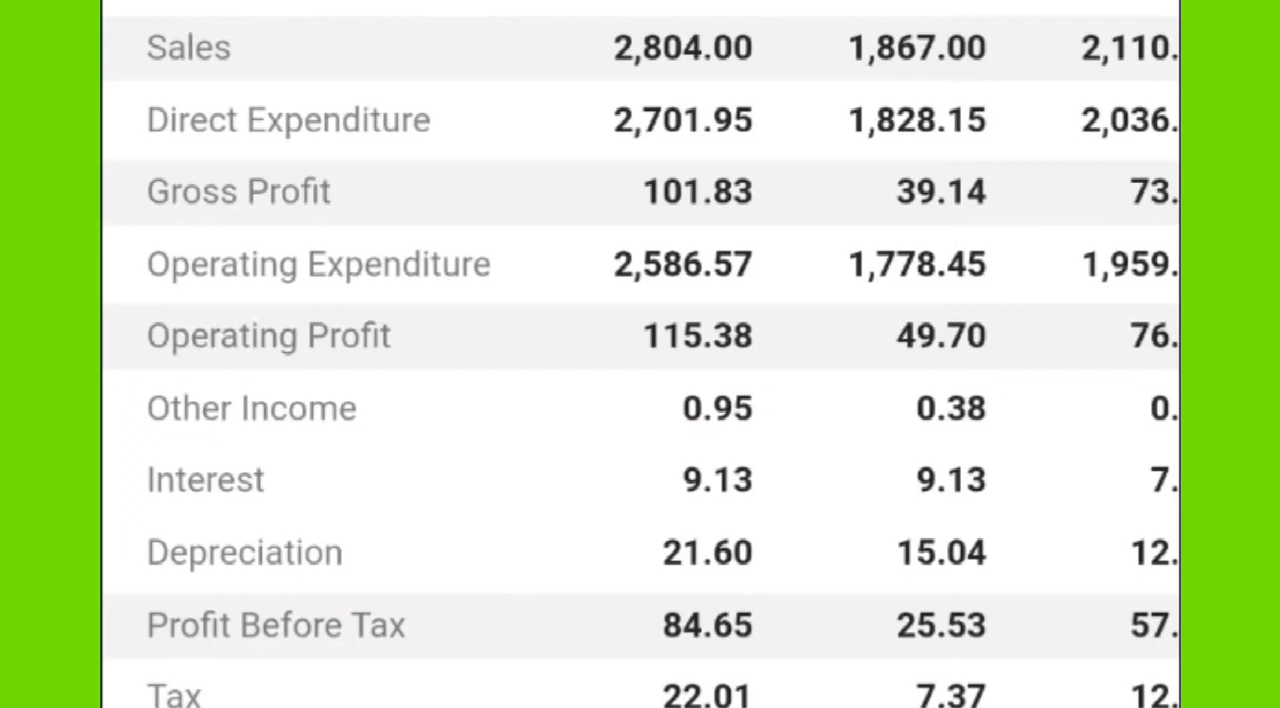 Sales 2,804.00 1,867.00 2,110.
Direct Expenditure 2,701.95 1,828.15 2,036.
Gross Profit 101.83 39.14 73.
Operating Expenditure 2,586.57 1,778.45 1,959.
Operating Profit 115.38 49.70 76.
Other Income 0.95 0.38 0.
Interest 9.13 9.13 7.
Depreciation 21.60 15.04 12.
Profit Before Tax 84.65 25.53 57.
Tax 22.01 7.37 12.